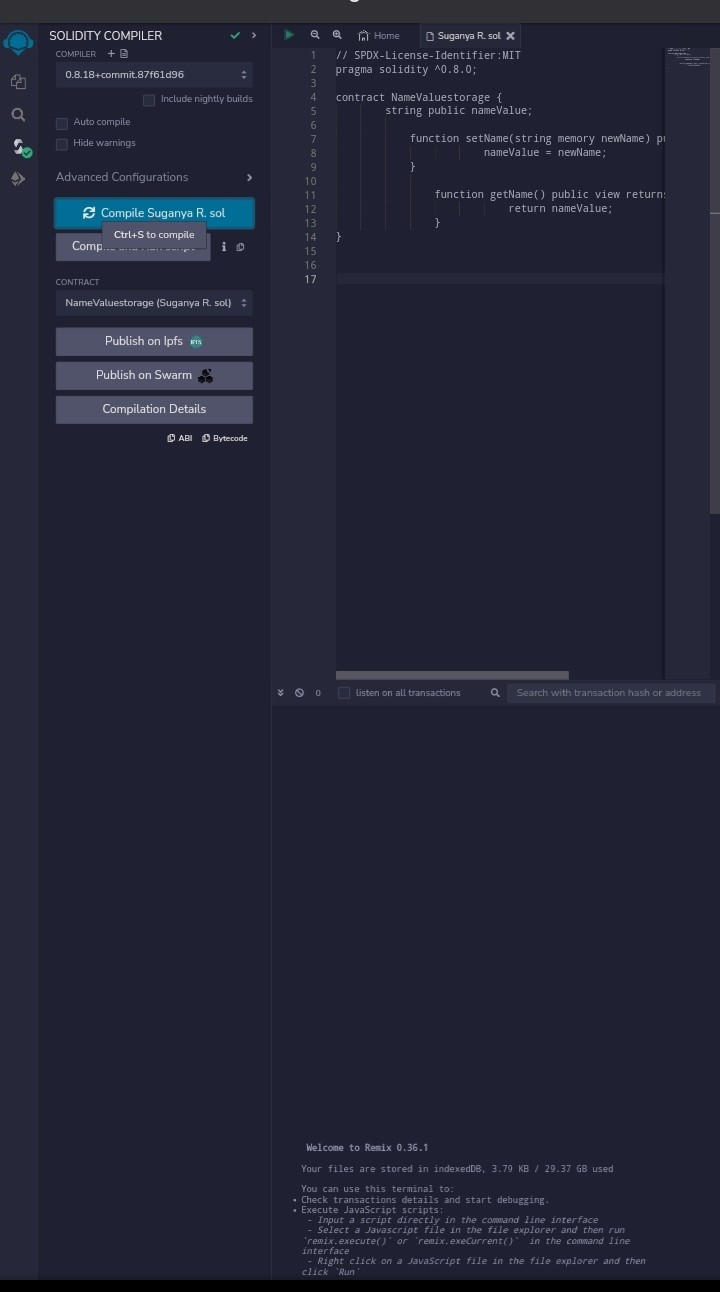 SOLIDITY COMPILER
COMPILER
0.8.18+commit.87f61d96
Include nightly builds
Auto compile
Hide warnings
Advanced Configurations
Compile Suganya R. sol
Ctrl+S to compile
CONTRACT
NameValuestorage (Suganya R. sol)
Publish on Ipfs
Publish on Swarm
Compilation Details
ABI Bytecode
Home Suganya R. sol
1 // SPDX-License-Identifier:MIT
2 pragma solidity ^0.8.0;
3
4 contract NameValuestorage {
5 string public nameValue;
6
7 function setName(string memory newName) pu
8 nameValue = newName;
9 }
10
11 function getName() public view returns
12 return nameValue;
13 }
14 }
15
16
17
0 listen on all transactions Search with transaction hash or address
Welcome to Remix 0.36.1
Your files are stored in indexedDB, 3.79 KB / 29.37 GB used
You can use this terminal to:
• Check transactions details and start debugging.
• Execute JavaScript scripts:
- Input a script directly in the command line interface
- Select a Javascript file in the file explorer and then run
`remix.execute()` or `remix.exeCurrent()` in the command line
interface
- Right click on a JavaScript file in the file explorer and then
click `Run`